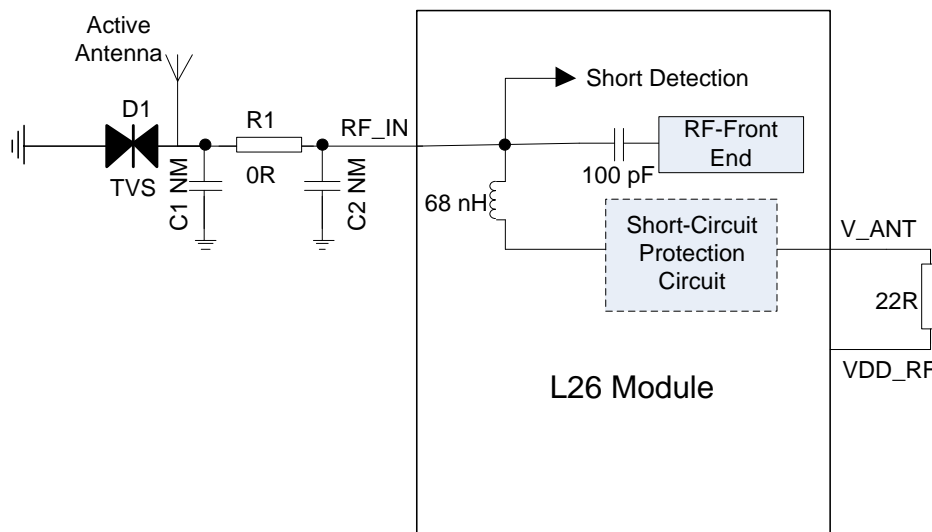 Active
Antenna
D1
TVS
C1 NM
R1
0R
C2 NM
RF_IN
Short Detection
RF-Front
End
100 pF
68 nH
Short-Circuit
Protection
Circuit
V_ANT
22R
VDD_RF
L26 Module